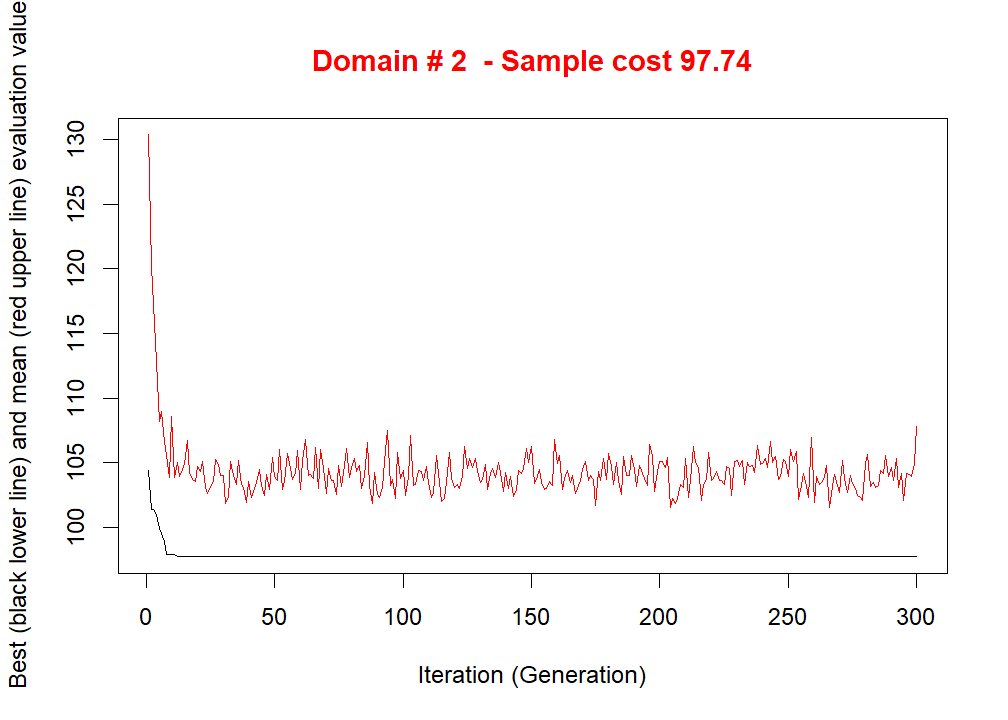 Domain # 2  - Sample cost 97.74
Best (black lower line) and mean (red upper line) evaluation value
130
125
120
115
110
105
100
0 50 100 150 200 250 300
Iteration (Generation)